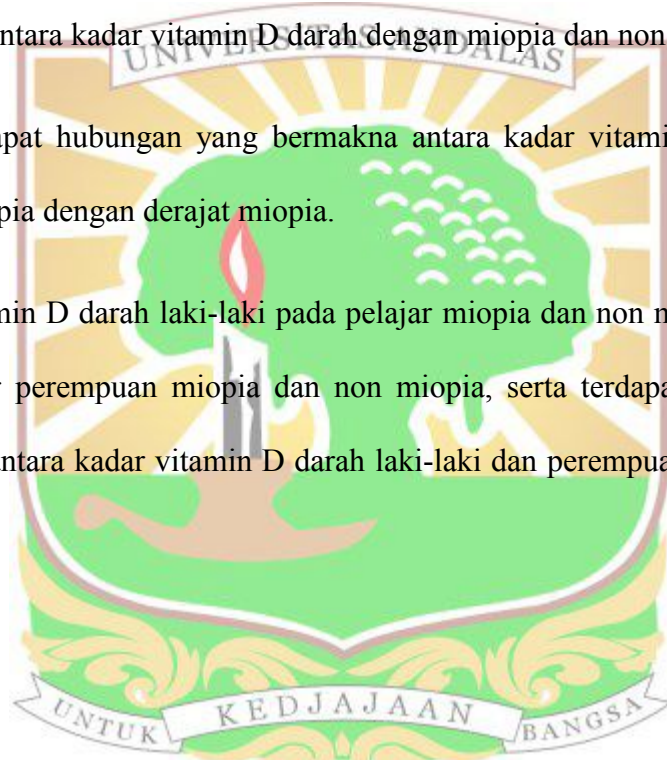 ntara kadar vitamin D darah dengan miopia dan non
UNIVERSITAS ANDALAS
apat hubungan yang bermakna antara kadar vitami
pia dengan derajat miopia.
min D darah laki-laki pada pelajar miopia dan non m
r perempuan miopia dan non miopia, serta terdapa
antara kadar vitamin D darah laki-laki dan perempua
UNTUK KEDJAJAAN BANGSA